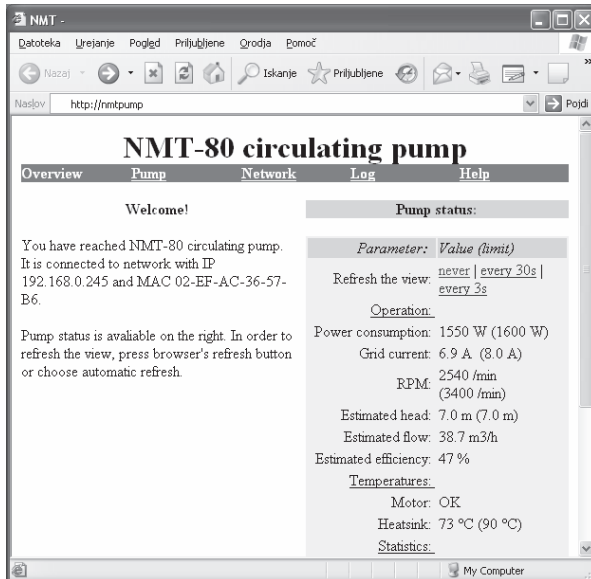 NMT -
Datoteka Urejanje Pogled Priljubljene Orodja Pomoč
Nazaj Iskanje Priljubljene
Naslov http://nmtpump Pojdi
NMT-80 circulating pump
Overview Pump Network Log Help
Welcome!
You have reached NMT-80 circulating pump.
It is connected to network with IP
192.168.0.245 and MAC 02-EF-AC-36-57-
B6.
Pump status is avaliable on the right. In order to
refresh the view, press browser's refresh button
or choose automatic refresh.
Pump status:
Parameter: Value (limit)
Refresh the view: never | every 30s |
every 3s
Operation:
Power consumption: 1550 W (1600 W)
Grid current: 6.9 A (8.0 A)
RPM: 2540 /min
(3400 /min)
Estimated head: 7.0 m (7.0 m)
Estimated flow: 38.7 m3/h
Estimated efficiency: 47 %
Temperatures:
Motor: OK
Heatsink: 73 ºC (90 ºC)
Statistics:
My Computer